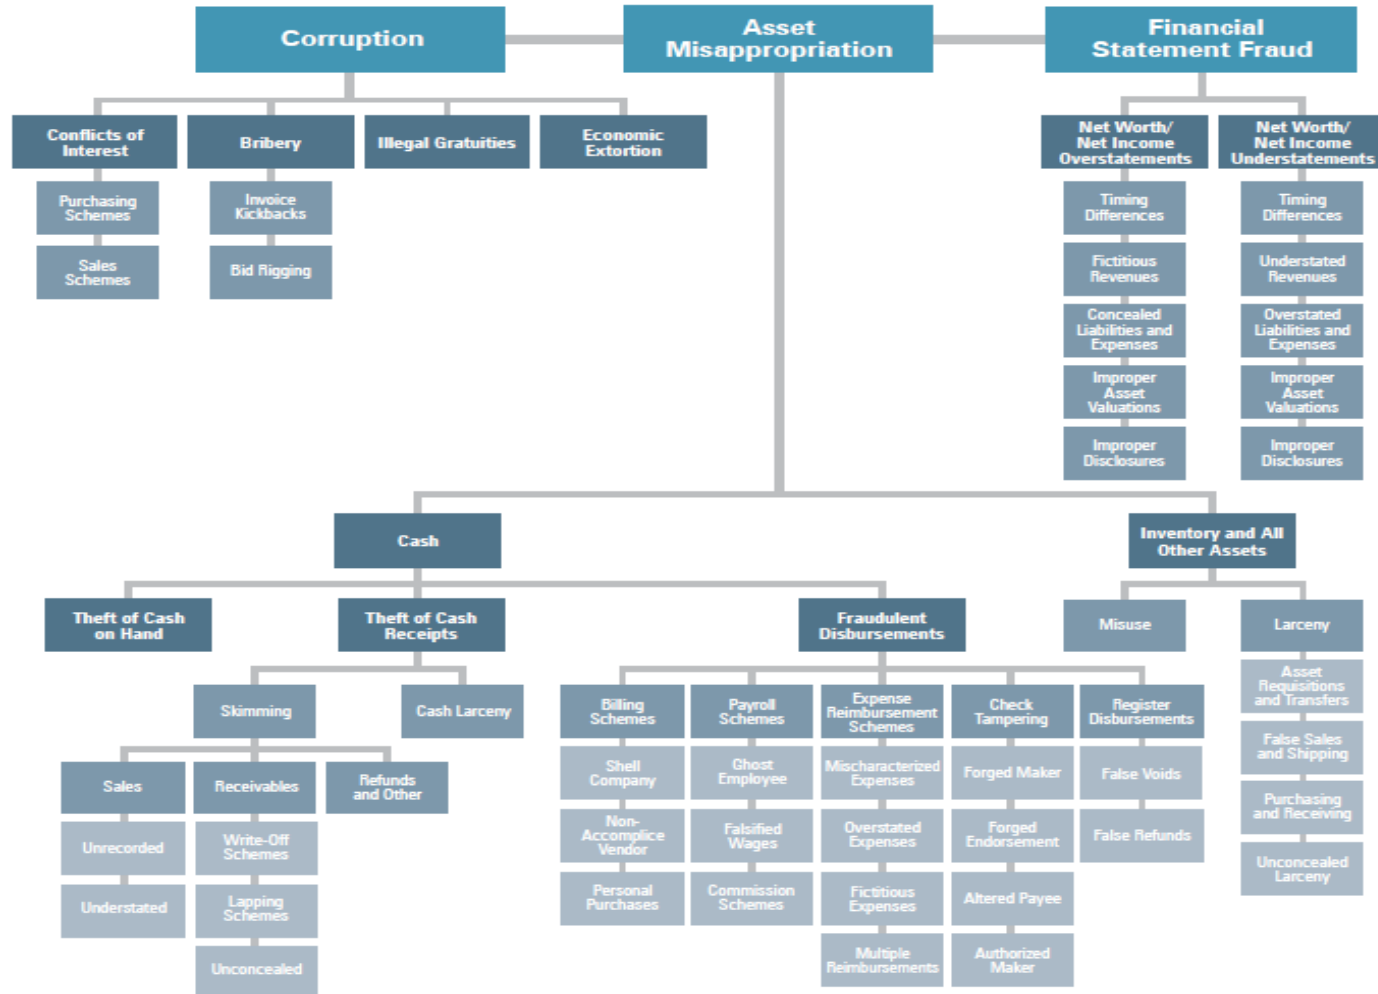 Corruption
Asset
Misappropriation
Financial
Statement Fraud
Conflicts of
Interest
Purchasing
Schemes
Sales
Schemes
Bribery
Invoice
Kickbacks
Bid Rigging
Illegal Gratuities
Economic
Extortion
Net Worth/
Net Income
Overstatements
Timing
Differences
Fictitious
Revenues
Concealed
Liabilities and
Expenses
Improper
Asset
Valuations
Improper
Disclosures
Net Worth/
Net Income
Understatements
Timing
Differences
Understated
Revenues
Overstated
Liabilities and
Expenses
Improper
Asset
Valuations
Improper
Disclosures
Cash
Inventory and All
Other Assets
Theft of Cash
on Hand
Theft of Cash
Receipts
Skimming
Cash Larceny
Sales
Unrecorded
Understated
Receivables
Write-Off
Schemes
Lapping
Schemes
Unconcealed
Refunds
and Other
Fraudulent
Disbursements
Billing
Schemes
Shell
Company
Non-
Accomplice
Vendor
Personal
Purchases
Payroll
Schemes
Ghost
Employee
Falsified
Wages
Commission
Schemes
Expense
Reimbursement
Schemes
Mischaracterized
Expenses
Overstated
Expenses
Fictitious
Expenses
Multiple
Reimbursements
Check
Tampering
Forged Maker
Forged
Endorsement
Altered Payee
Authorized
Maker
Register
Disbursements
False Voids
False Refunds
Misuse
Larceny
Asset
Requisitions
and Transfers
False Sales
and Shipping
Purchasing
and Receiving
Unconcealed
Larceny